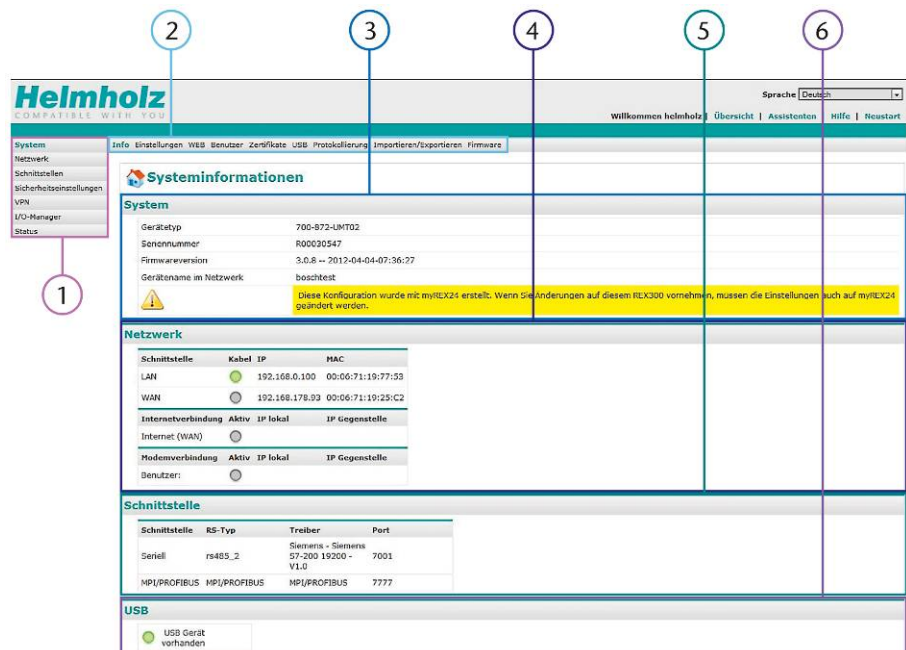 2
3
4
5
6
Helmholz
COMPATIBLE WITH YOU
Sprache Deutsch
Willkommen helmholz | Übersicht | Assistenten | Hilfe | Neustart
System
Netzwerk
Schnittstellen
Sicherheitseinstellungen
VPN
I/O-Manager
Status
1
Info Einstellungen WEB Benutzer Zertifikate USB Protokollierung Importieren/Exportieren Firmware
Systeminformationen
System
Gerätetyp 700-872-UMT02
Seriennummer R00030547
Firmwareversion 3.0.8 -- 2012-04-04-07:36:27
Gerätename im Netzwerk boschtest
Diese Konfiguration wurde mit myREX24 erstellt. Wenn Sie Änderungen auf diesem REX300 vornehmen, mussen die Einstellungen auch auf myREX24
geändert werden.
Netzwerk
Schnittstelle Kabel IP MAC
LAN 192.168.0.100 00:06:71:19:77:53
WAN 192.168.178.93 00:06:71:19:25:C2
Internetverbindung Aktiv IP lokal IP Gegenstelle
Internet (WAN)
Modemverbindung Aktiv IP lokal IP Gegenstelle
Benutzer:
Schnittstelle
Schnittstelle RS-Typ Treiber Port
Seriell rs485_2 Siemens - Siemens
S7-200 19200 - 7001
V1.0
MPI/PROFIBUS MPI/PROFIBUS MPI/PROFIBUS 7777
USB
USB Gerät
vorhanden